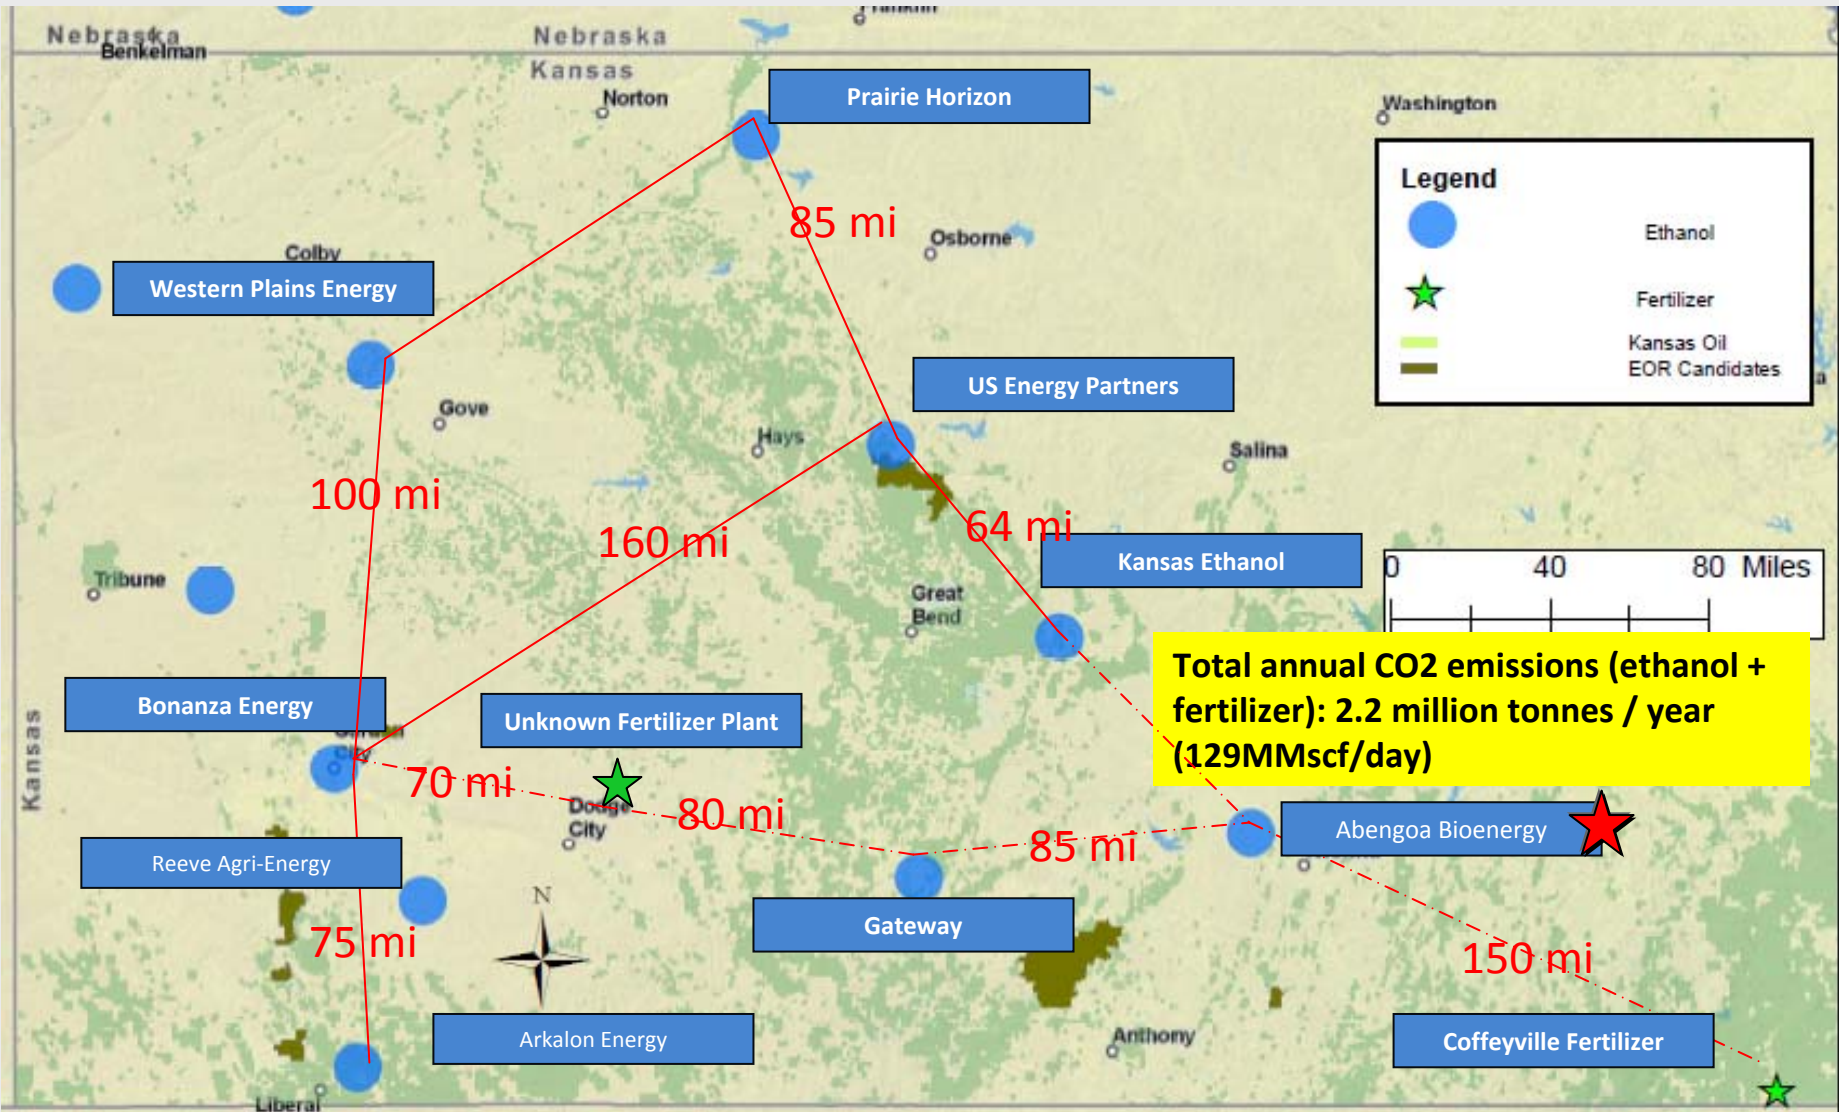 Franklin
Nebraska
Benkelman
Nebraska
Kansas
Norton
Prairie Horizon
Washington
Legend
Ethanol
Fertilizer
Kansas Oil
EOR Candidates
85 mi
Osborne
Colby
Western Plains Energy
US Energy Partners
Gove
Hays
Salina
100 mi
160 mi
64 mi
Kansas Ethanol
0 40 80 Miles
Tribune
Great
Bend
Total annual CO2 emissions (ethanol +
fertilizer): 2.2 million tonnes / year
(129MMscf/day)
Bonanza Energy
Unknown Fertilizer Plant
City
Kansas
70 mi
80 mi
Dodge
City
85 mi
Abengoa Bioenergy
Reeve Agri-Energy
N
Gateway
75 mi
150 mi
Arkalon Energy
Anthony
Coffeyville Fertilizer
Liberal